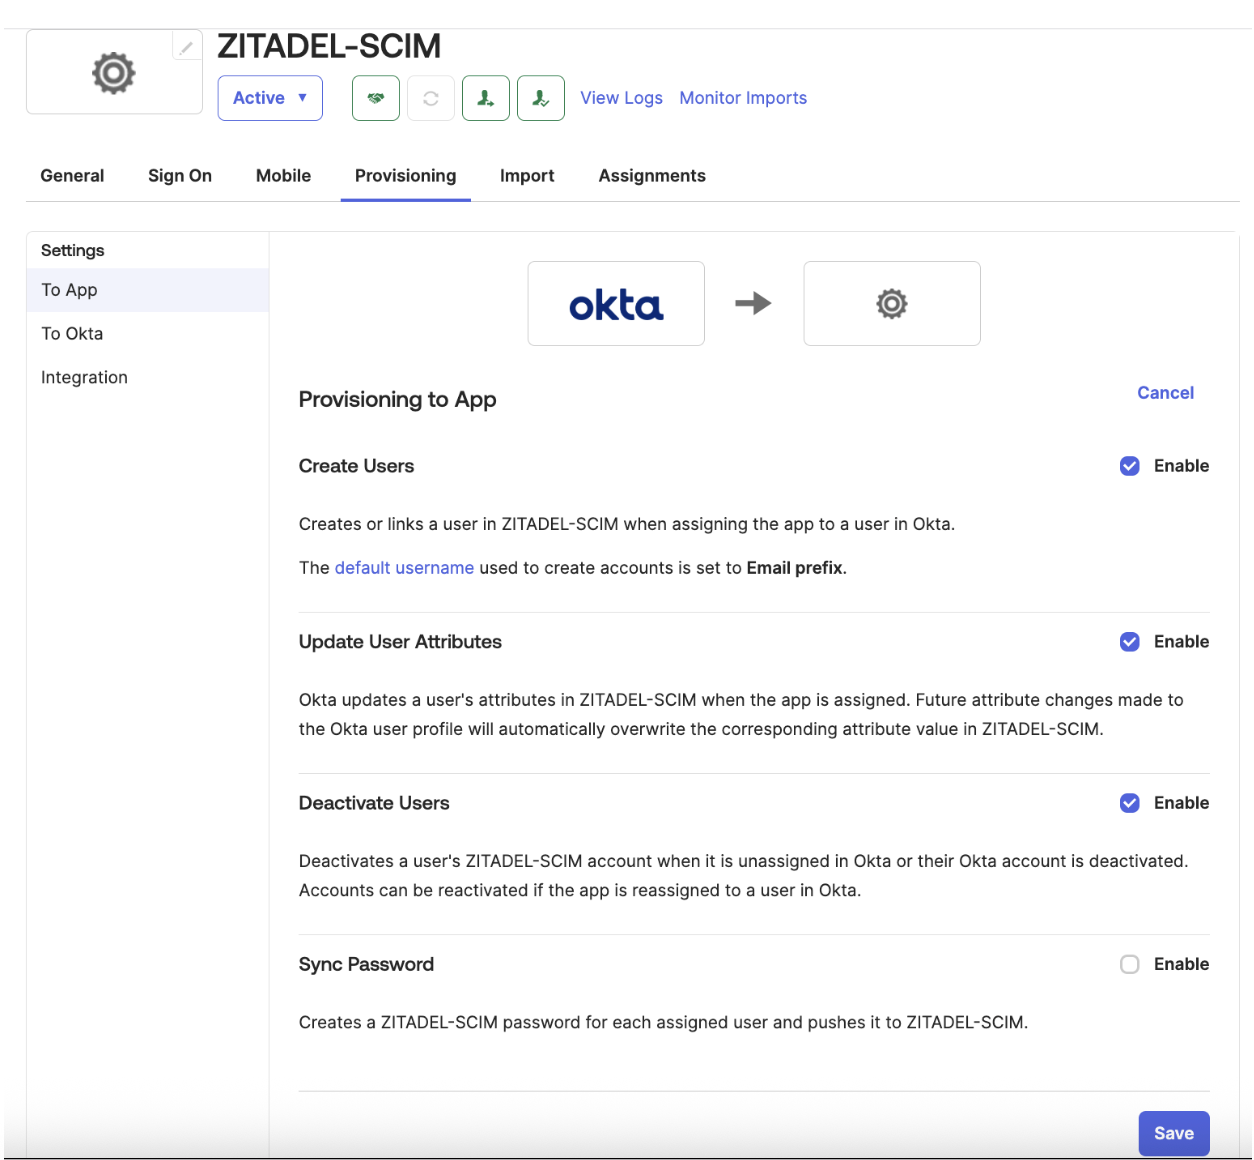 ZITADEL-SCIM
Active ▼
View Logs
Monitor Imports
General
Sign On
Mobile
Provisioning
Import
Assignments
Settings
To App
To Okta
Integration
okta
Provisioning to App
Cancel
Create Users
Enable
Creates or links a user in ZITADEL-SCIM when assigning the app to a user in Okta.
The default username used to create accounts is set to Email prefix.
Update User Attributes
Enable
Okta updates a user's attributes in ZITADEL-SCIM when the app is assigned. Future attribute changes made to
the Okta user profile will automatically overwrite the corresponding attribute value in ZITADEL-SCIM.
Deactivate Users
Enable
Deactivates a user's ZITADEL-SCIM account when it is unassigned in Okta or their Okta account is deactivated.
Accounts can be reactivated if the app is reassigned to a user in Okta.
Sync Password
Enable
Creates a ZITADEL-SCIM password for each assigned user and pushes it to ZITADEL-SCIM.
Save